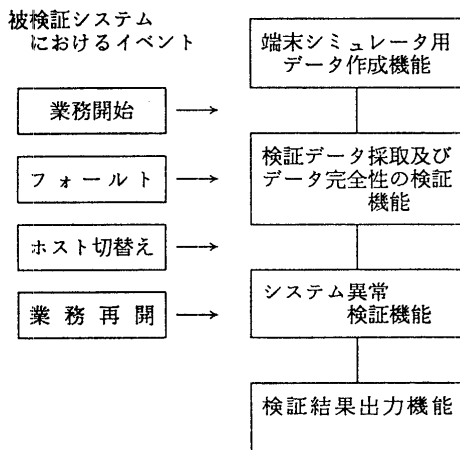 被検証システム
におけるイベント
業務開始
フォールト
ホスト切替え
業務再開
端末シミュレータ用
データ作成機能
検証データ採取及び
データ完全性の検証
機能
システム異常
検証機能
検証結果出力機能